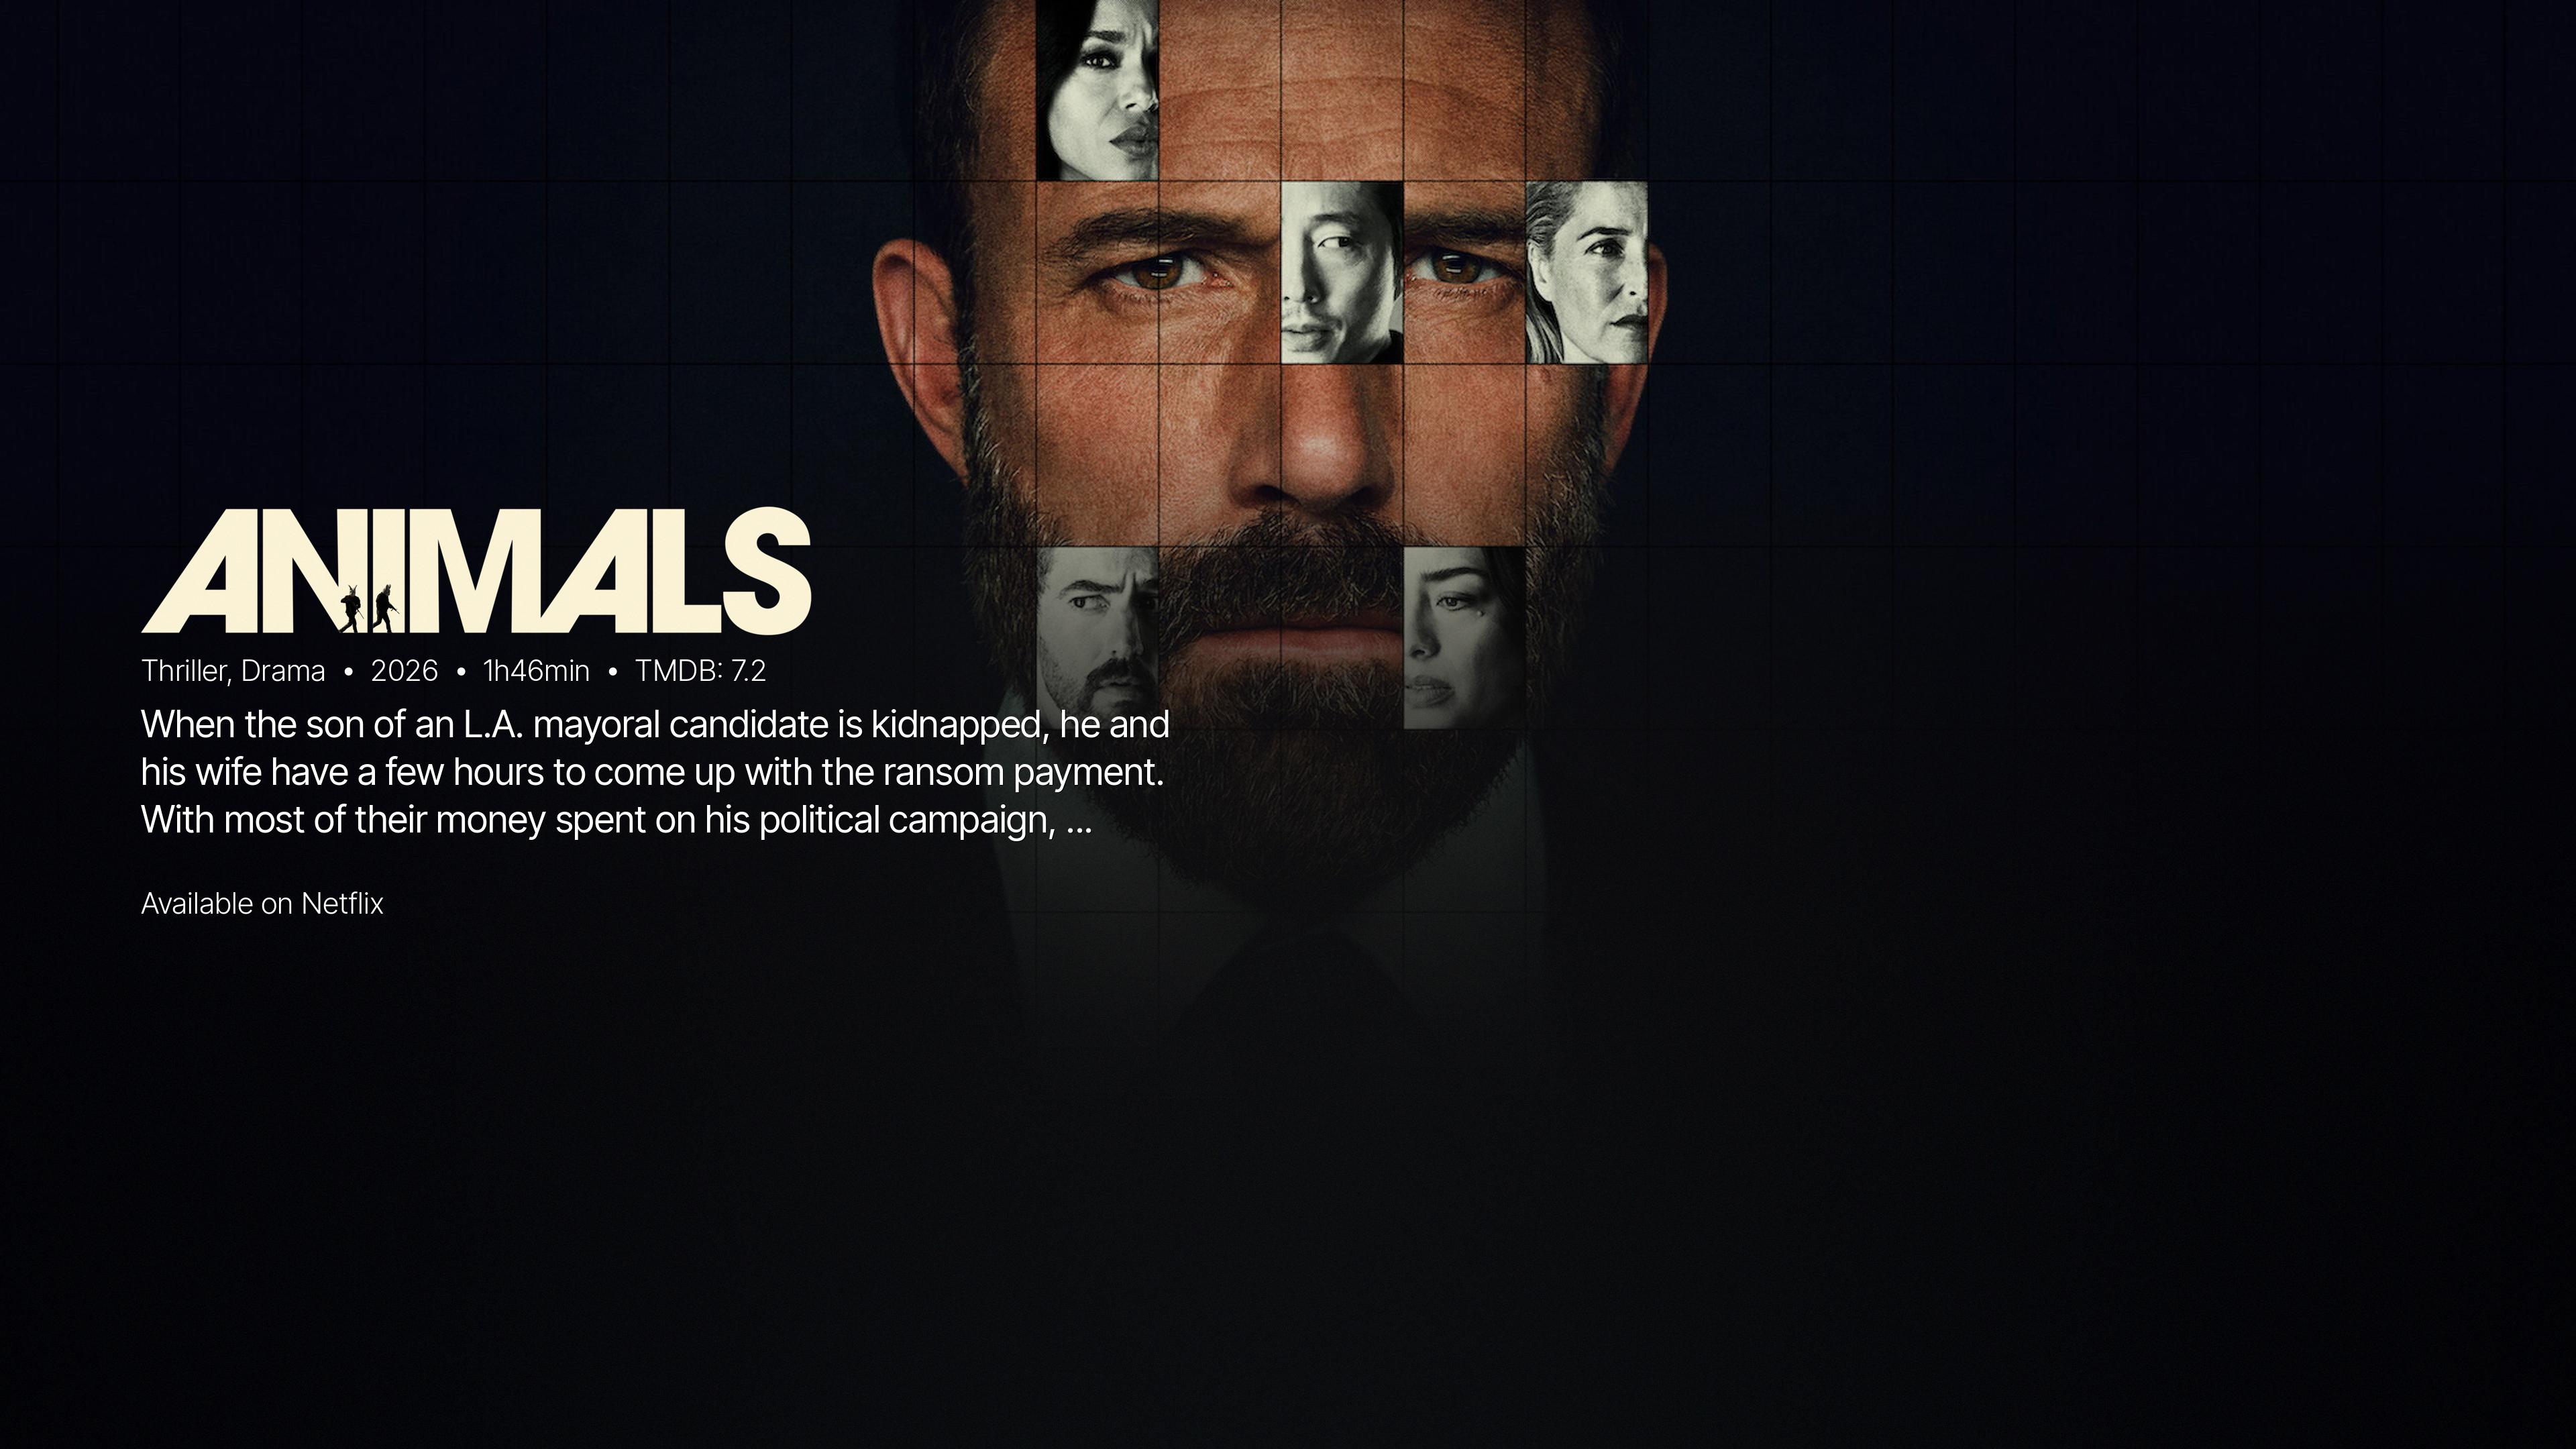 ANIMALS
Thriller, Drama • 2026 • 1h46min • TMDB: 7.2
When the son of an L.A. mayoral candidate is kidnapped, he and
his wife have a few hours to come up with the ransom payment.
With most of their money spent on his political campaign, ...
Available on Netflix